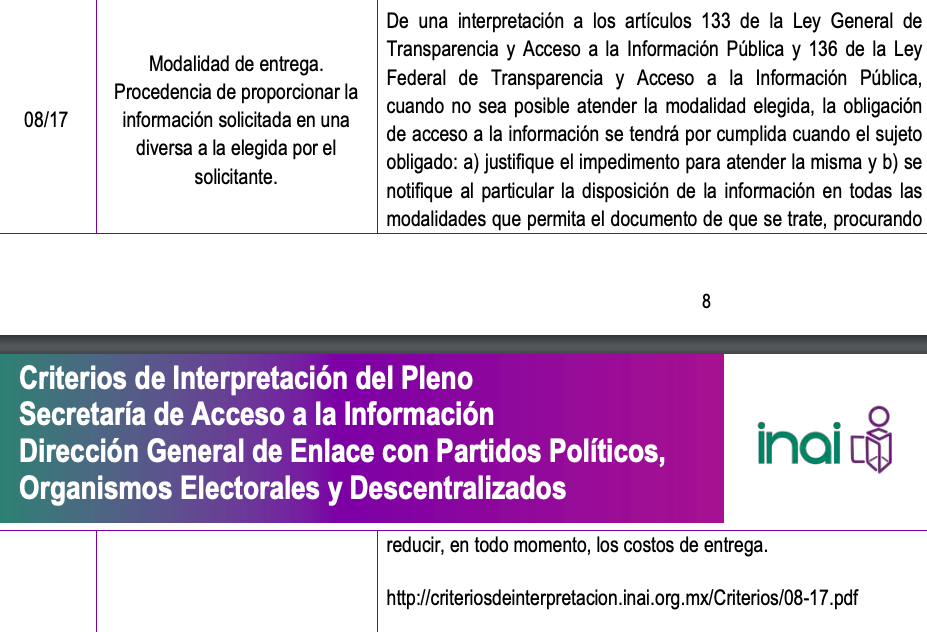 08/17
Modalidad de entrega.
Procedencia de proporcionar la
información solicitada en una
diversa a la elegida por el
solicitante.
De una interpretación a los artículos 133 de la Ley General de
Transparencia y Acceso a la Información Pública y 136 de la Ley
Federal de Transparencia y Acceso a la Información Pública,
cuando no sea posible atender la modalidad elegida, la obligación
de acceso a la información se tendrá por cumplida cuando el sujeto
obligado: a) justifique el impedimento para atender la misma y b) se
notifique al particular la disposición de la información en todas las
modalidades que permita el documento de que se trate, procurando
8
Criterios de Interpretación del Pleno
Secretaría de Acceso a la Información
Dirección General de Enlace con Partidos Políticos,
Organismos Electorales y Descentralizados
inai
reducir, en todo momento, los costos de entrega.
http://criteriosdeinterpretacion.inai.org.mx/Criterios/08-17.pdf